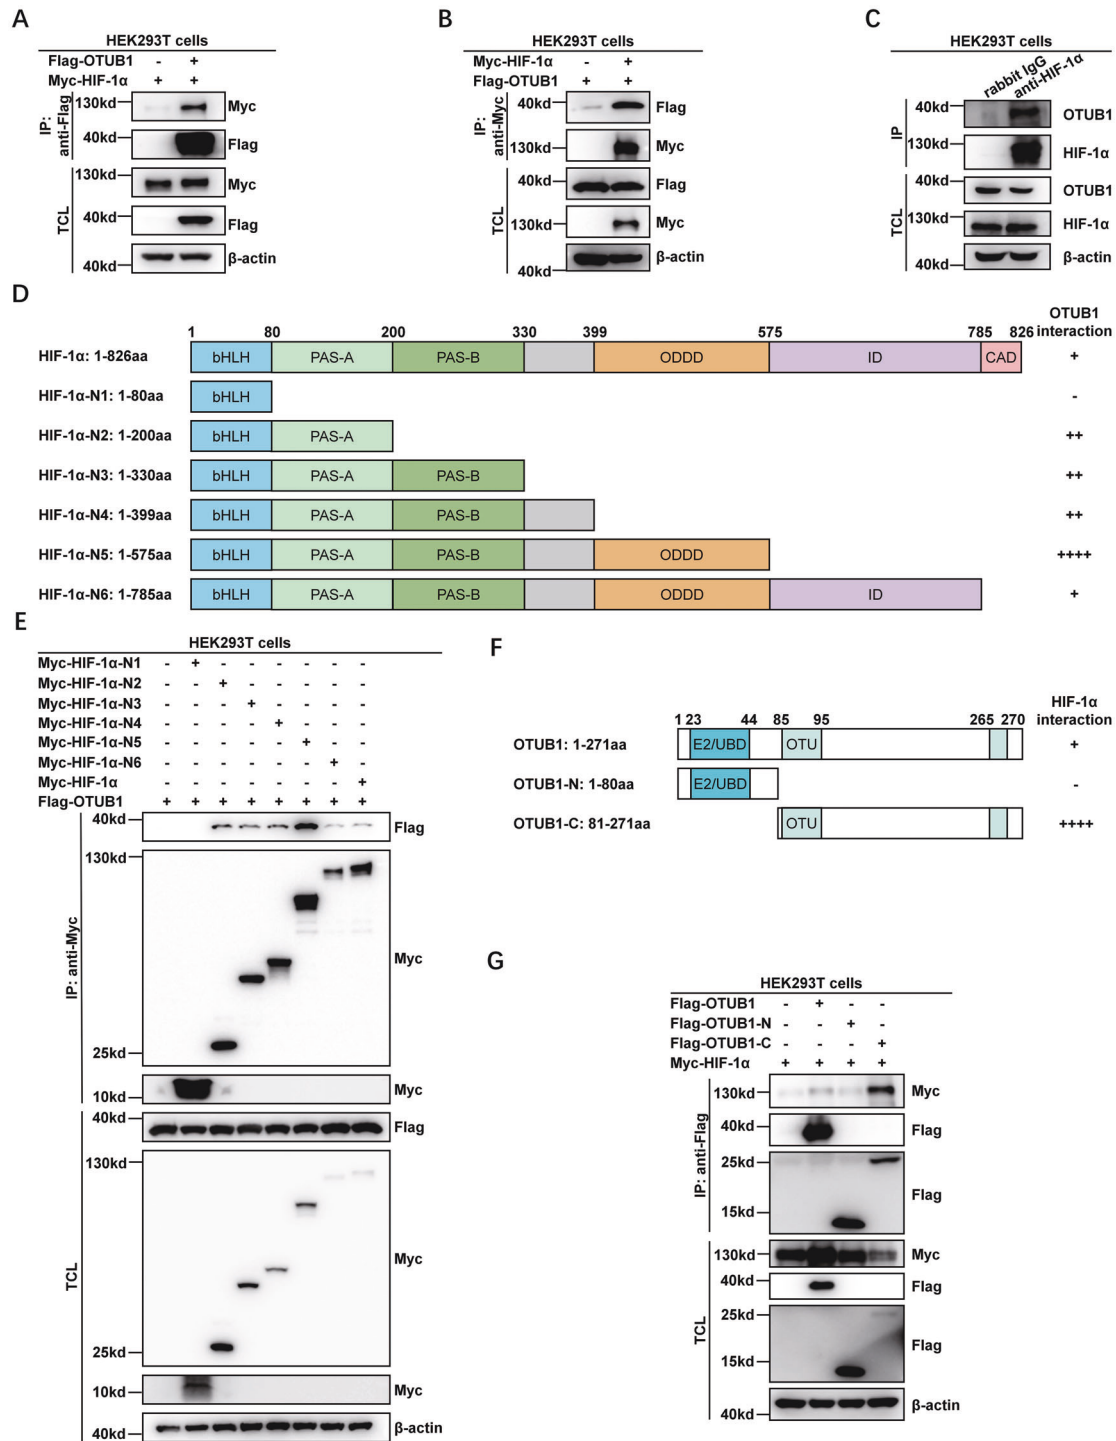 A
HEK293T cells
Flag-OTUB1 - +
Myc-HIF-1α + +
IP: anti-Flag
130kd Myc
40kd Flag
TCL
130kd Myc
40kd Flag
40kd β-actin
B
HEK293T cells
Myc-HIF-1α - +
Flag-OTUB1 + +
IP: anti-Myc
40kd Flag
130kd Myc
TCL
40kd Flag
130kd Myc
40kd β-actin
C
HEK293T cells
rabbit IgG anti-HIF-1α
IP
40kd OTUB1
130kd HIF-1α
TCL
40kd OTUB1
130kd HIF-1α
40kd β-actin
D
OTUB1
1 80 200 330 399 575 785 826 interaction
HIF-1α: 1-826aa bHLH PAS-A PAS-B ODDD ID CAD +
HIF-1α-N1: 1-80aa bHLH -
HIF-1α-N2: 1-200aa bHLH PAS-A ++
HIF-1α-N3: 1-330aa bHLH PAS-A PAS-B ++
HIF-1α-N4: 1-399aa bHLH PAS-A PAS-B ++
HIF-1α-N5: 1-575aa bHLH PAS-A PAS-B ODDD ++++
HIF-1α-N6: 1-785aa bHLH PAS-A PAS-B ODDD ID +
E
HEK293T cells
Myc-HIF-1α-N1 - + - - - - - -
Myc-HIF-1α-N2 - - + - - - - -
Myc-HIF-1α-N3 - - - + - - - -
Myc-HIF-1α-N4 - - - - + - - -
Myc-HIF-1α-N5 - - - - - + - -
Myc-HIF-1α-N6 - - - - - - + -
Myc-HIF-1α - - - - - - - +
Flag-OTUB1 + + + + + + + +
IP: anti-Myc
40kd Flag
130kd
Myc
25kd
10kd Myc
TCL
40kd Flag
130kd
Myc
25kd
10kd Myc
40kd β-actin
F
HIF-1α
1 23 44 85 95 265 270 interaction
OTUB1: 1-271aa E2/UBD OTU +
OTUB1-N: 1-80aa E2/UBD -
OTUB1-C: 81-271aa OTU ++++
G
HEK293T cells
Flag-OTUB1 - + - -
Flag-OTUB1-N - - + -
Flag-OTUB1-C - - - +
Myc-HIF-1α + + + +
IP: anti-Flag
130kd Myc
40kd Flag
25kd
Flag
15kd
TCL
130kd Myc
40kd Flag
25kd
Flag
15kd
40kd β-actin